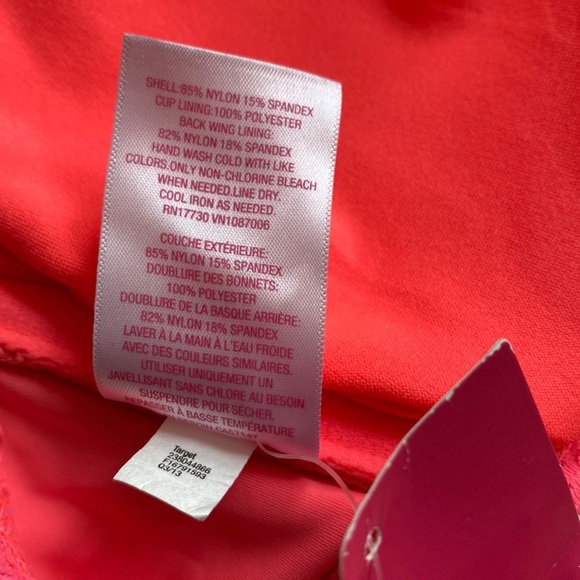 SHELL:85% NYLON 15% SPANDEX
CUP LINING:100% POLYESTER
BACK WING LINING:
82% NYLON 18% SPANDEX
HAND WASH COLD WITH LIKE
COLORS.ONLY NON-CHLORINE BLEACH
WHEN NEEDED.LINE DRY.
COOL IRON AS NEEDED.
RN17730 VN1087006
COUCHE EXTÉRIEURE:
85% NYLON 15% SPANDEX
DOUBLURE DES BONNETS:
100% POLYESTER
DOUBLURE DE LA BASQUE ARRIÈRE:
82% NYLON 18% SPANDEX
LAVER À LA MAIN À L'EAU FROIDE
AVEC DES COULEURS SIMILAIRES.
UTILISER UNIQUEMENT UN
JAVELLISANT SANS CHLORE AU BESOIN
SUSPENDRE POUR SÉCHER.
REPASSER À BASSE TEMPÉRATURE
Target
238044866
F16791593
Q3/13